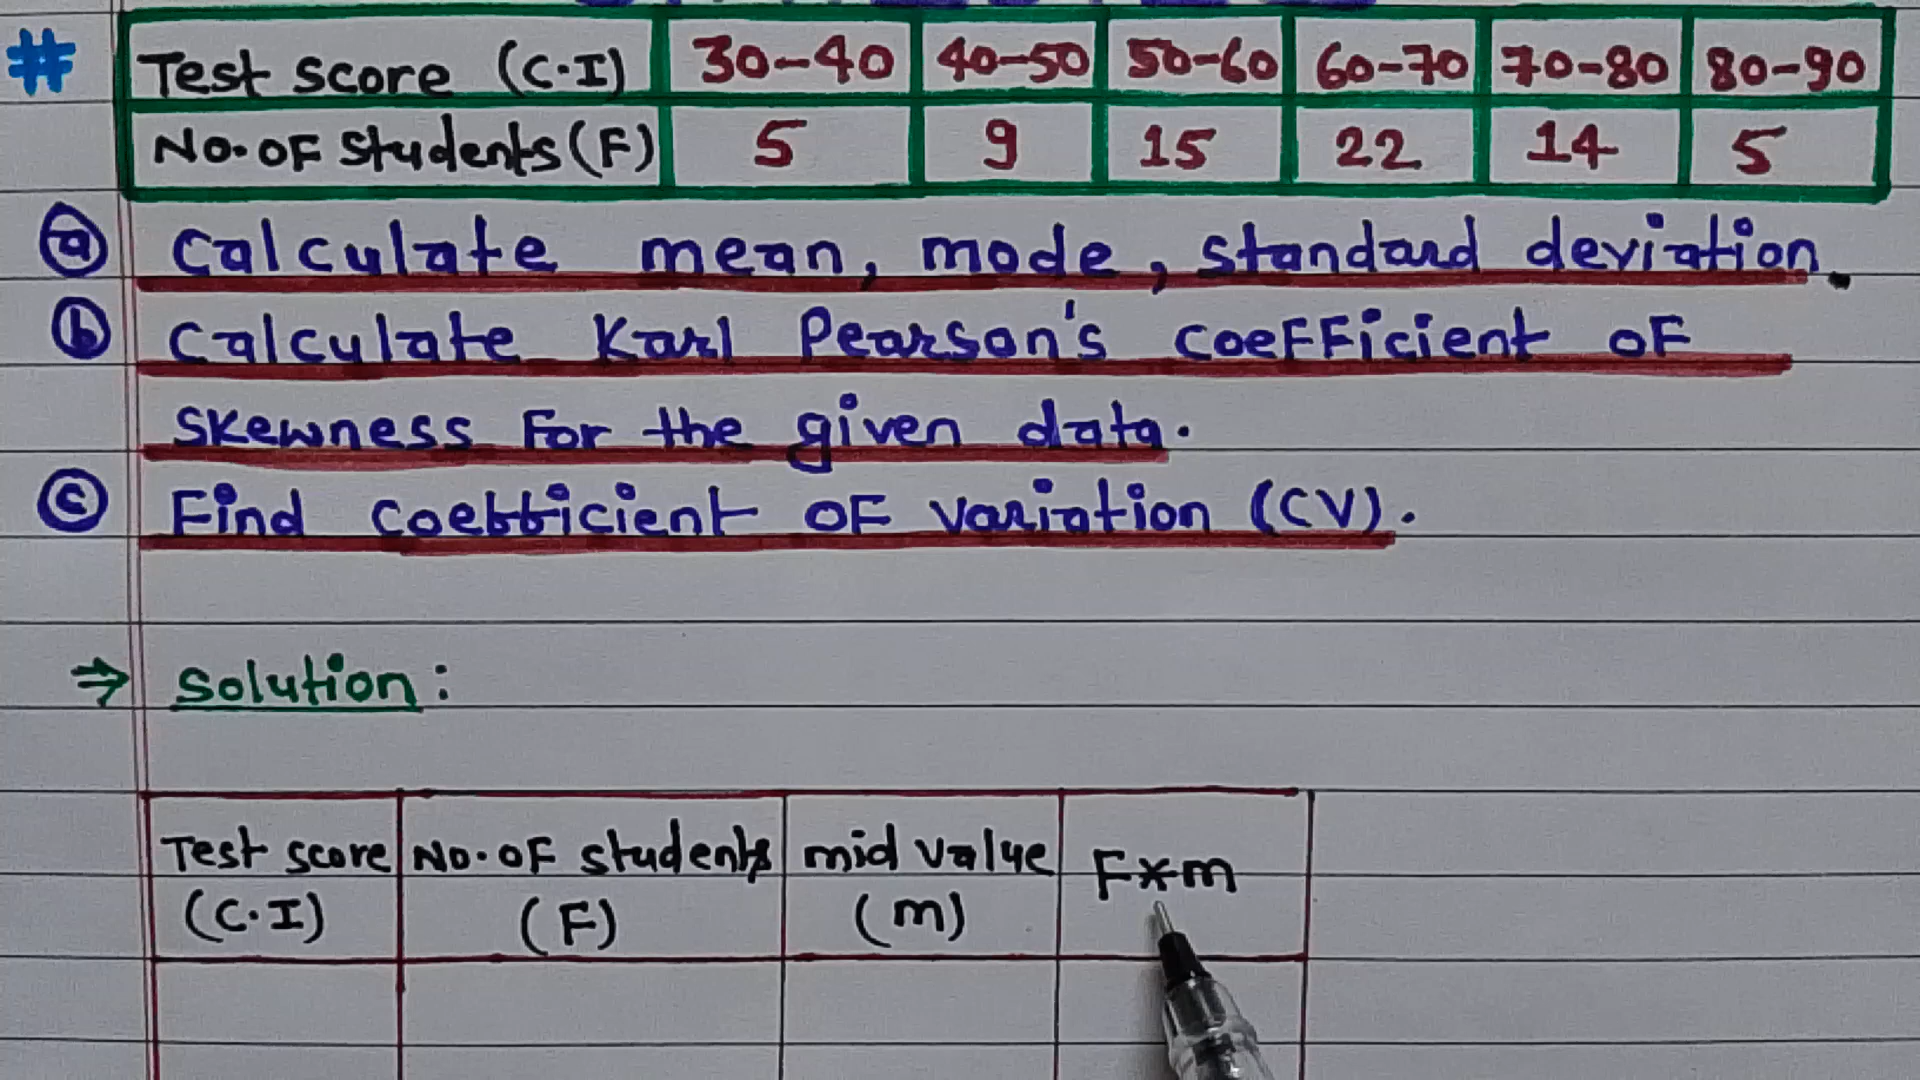 # Test score (C.I) 30-40 40-50 50-60 60-70 70-80 80-90
No. OF Students (F) 5 9 15 22 14 5
(a) Calculate mean, mode, standard deviation.
(b) Calculate Karl Pearson's coefficient of
skewness for the given data.
(c) Find coefficient of variation (CV).
⇒ Solution:
Test score No. OF students mid value F*m
(C.I) (F) (m)